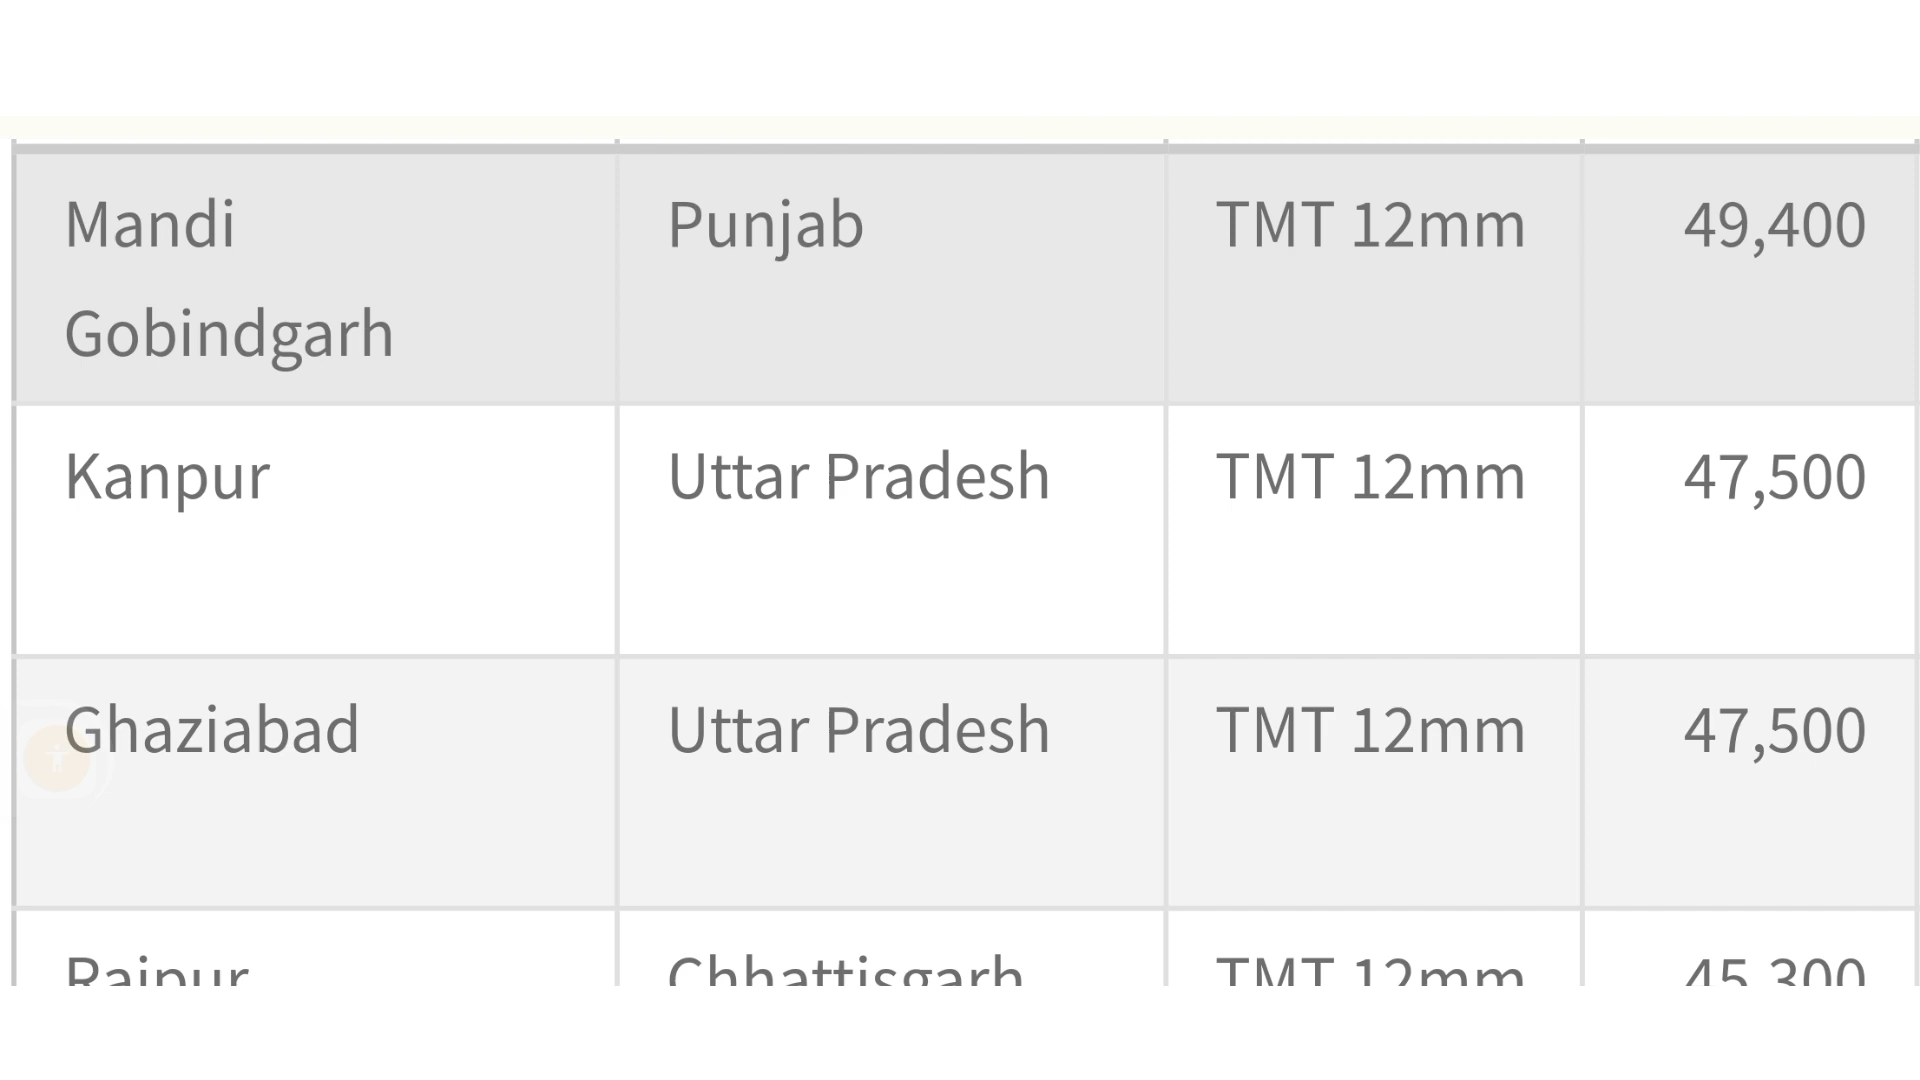 Mandi Punjab TMT 12mm 49,400
Gobindgarh
Kanpur Uttar Pradesh TMT 12mm 47,500
Ghaziabad Uttar Pradesh TMT 12mm 47,500
Raipur Chhattisgarh TMT 12mm 45,300